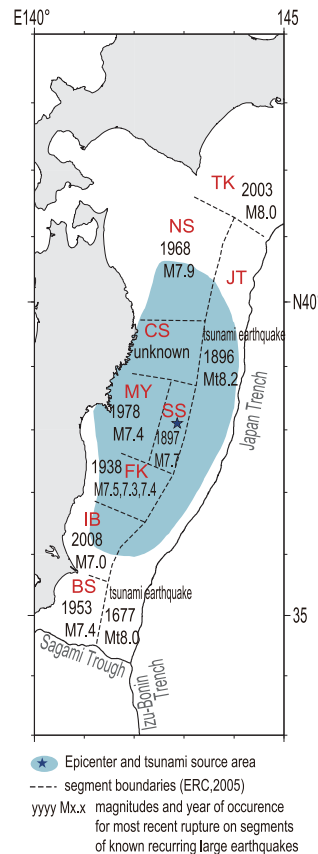 E140°
145
TK
2003
M8.0
NS
1968
M7.9
JT
N40°
CS
unknown
tsunami earthquake
1896
Mt8.2
MY
1978
M7.4
SS
1897
M7.7
Japan Trench
1938
FK
M7.5,7.3,7.4
IB
2008
M7.0
BS
1953
M7.4
tsunami earthquake
1677
Mt8.0
35
Sagami Trough
Izu-Bonin
Trench
Epicenter and tsunami source area
segment boundaries (ERC,2005)
yyyy Mx.x magnitudes and year of occurence
for most recent rupture on segments
of known recurring large earthquakes